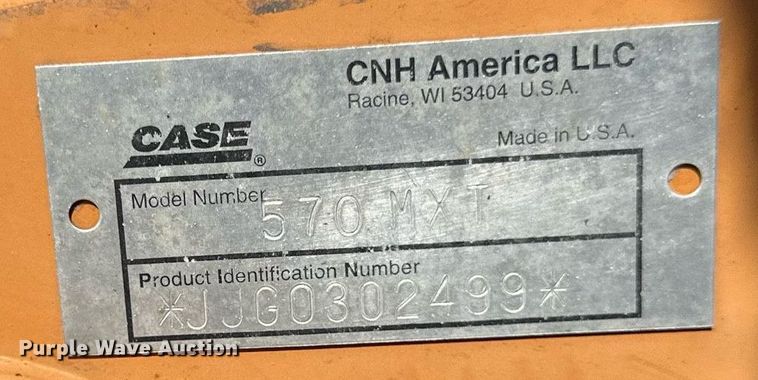 CNH America LLC
Racine, WI 53404 U.S.A.
CASE®
Made in U.S.A.
Model Number
570 MXT
Product Identification Number
*JJG0302499*
Purple Wave Auction